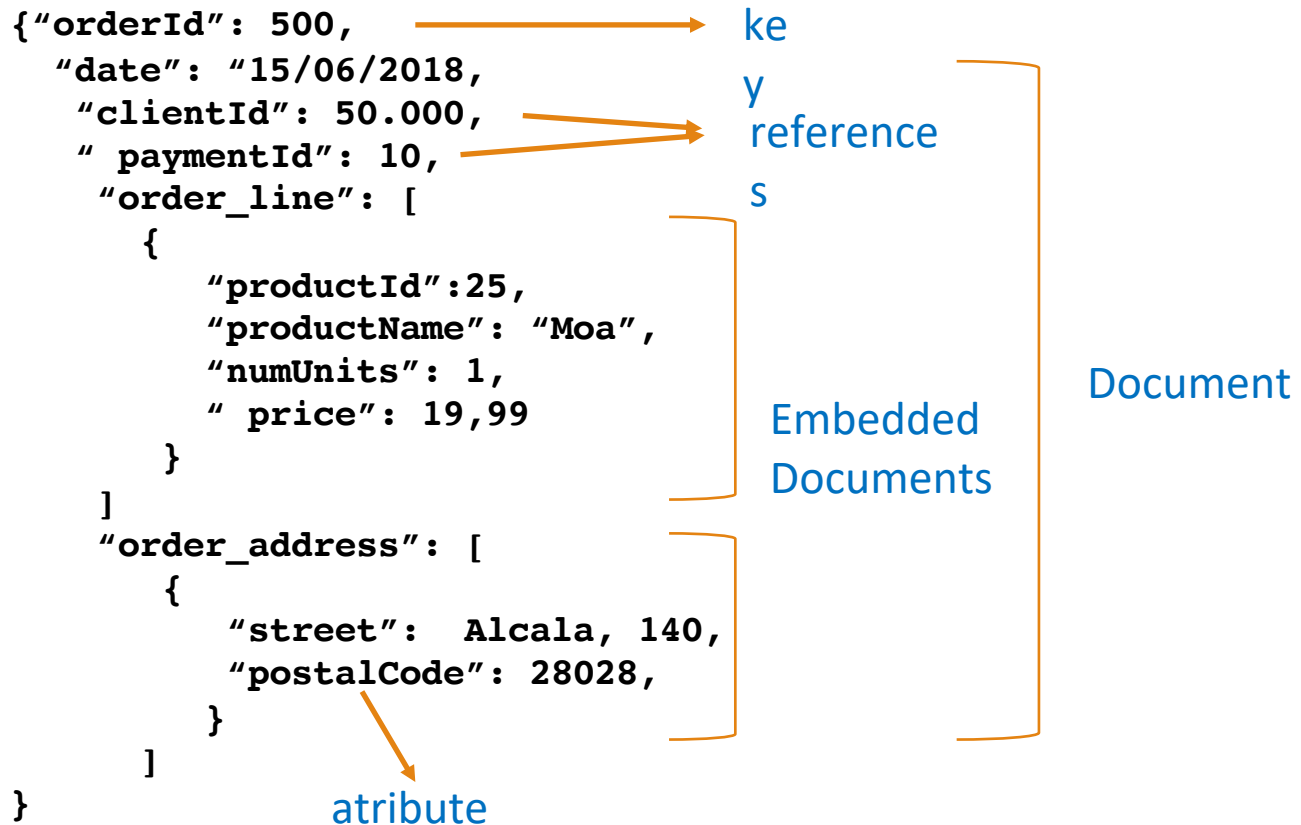 {“orderId”: 500,
ke
y
“date”: “15/06/2018,
“clientId”: 50.000,
reference
s
“ paymentId”: 10,
“order_line”: [
{
“productId”:25,
“productName”: “Moa”,
“numUnits”: 1,
“ price”: 19,99
}
]
Embedded
Documents
Document
“order_address”: [
{
“street”:  Alcala, 140,
“postalCode”: 28028,
}
]
}
atribute